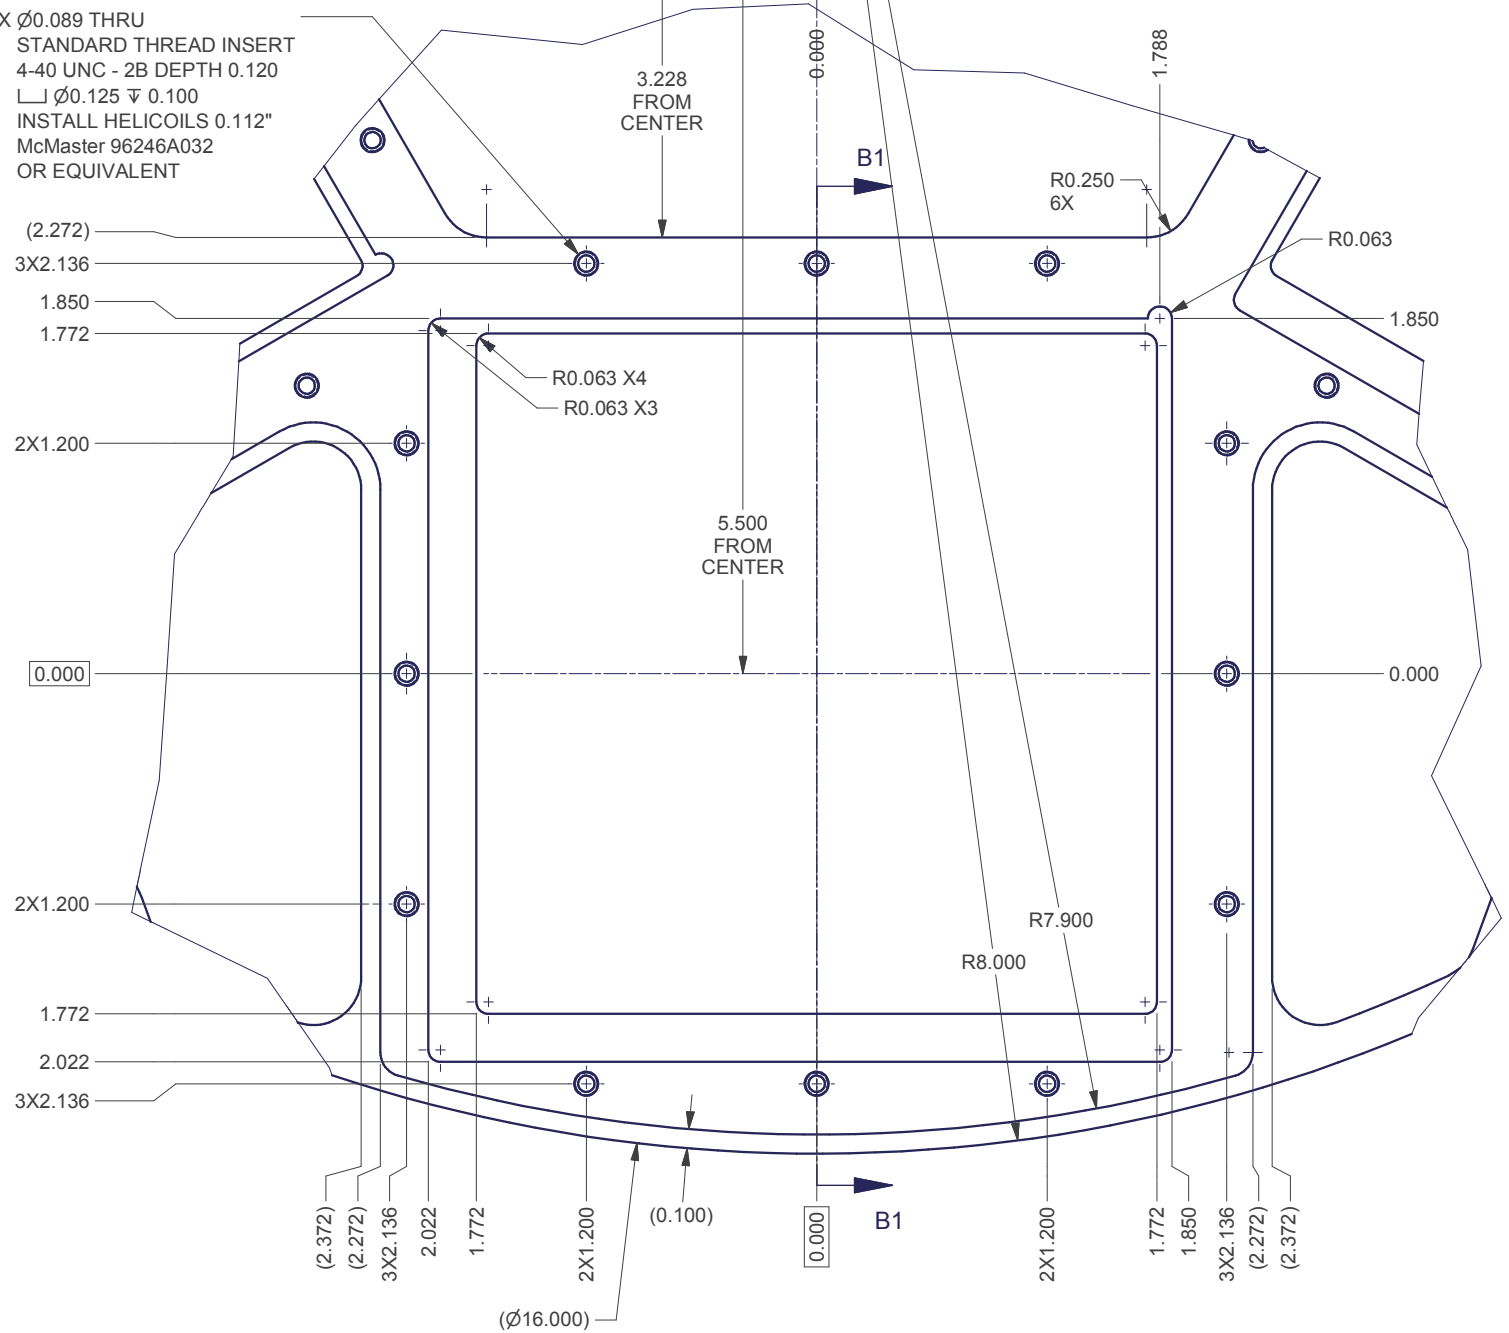 X Ø0.089 THRU
STANDARD THREAD INSERT
4-40 UNC - 2B DEPTH 0.120
⌴ Ø0.125 ↧ 0.100
INSTALL HELICOILS 0.112"
McMaster 96246A032
OR EQUIVALENT
3.228
FROM
CENTER
0.000
1.788
B1
R0.250
6X
R0.063
(2.272)
3X2.136
1.850
1.772
1.850
R0.063 X4
R0.063 X3
2X1.200
5.500
FROM
CENTER
0.000
0.000
2X1.200
R7.900
R8.000
1.772
2.022
3X2.136
(2.372)
(2.272)
3X2.136
2.022
1.772
2X1.200
(0.100)
0.000
B1
2X1.200
1.772
1.850
3X2.136
(2.272)
(2.372)
(Ø16.000)